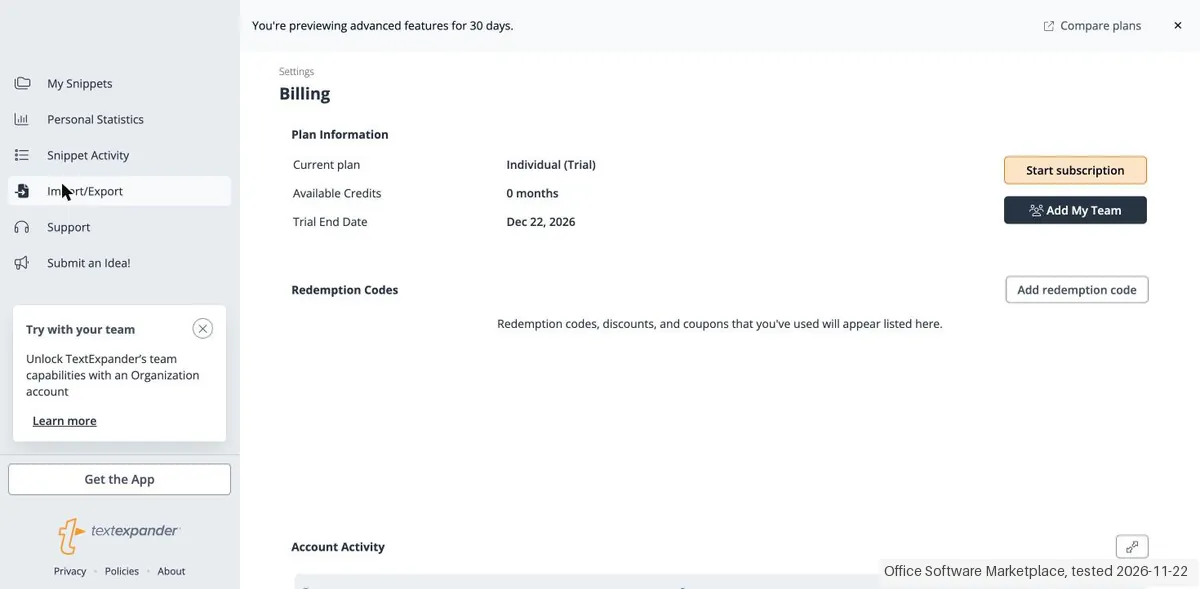 You're previewing advanced features for 30 days.
Compare plans
My Snippets
Personal Statistics
Snippet Activity
Import/Export
Support
Submit an Idea!
Try with your team
Unlock TextExpander's team
capabilities with an Organization
account
Learn more
Get the App
textexpander
Privacy · Policies · About
Settings
Billing
Plan Information
Current plan Individual (Trial)
Available Credits 0 months
Trial End Date Dec 22, 2026
Start subscription
Add My Team
Redemption Codes
Add redemption code
Redemption codes, discounts, and coupons that you've used will appear listed here.
Account Activity
Office Software Marketplace, tested 2026-11-22